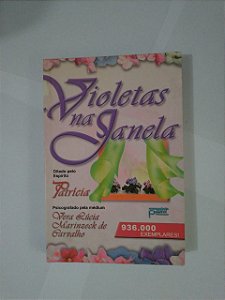 Violetas
na
Janela
Ditado pelo
Espírito
Patrícia
Psicografado pela médium
Vera Lúcia
Marinzeck de
Carvalho
936.000
EXEMPLARES!